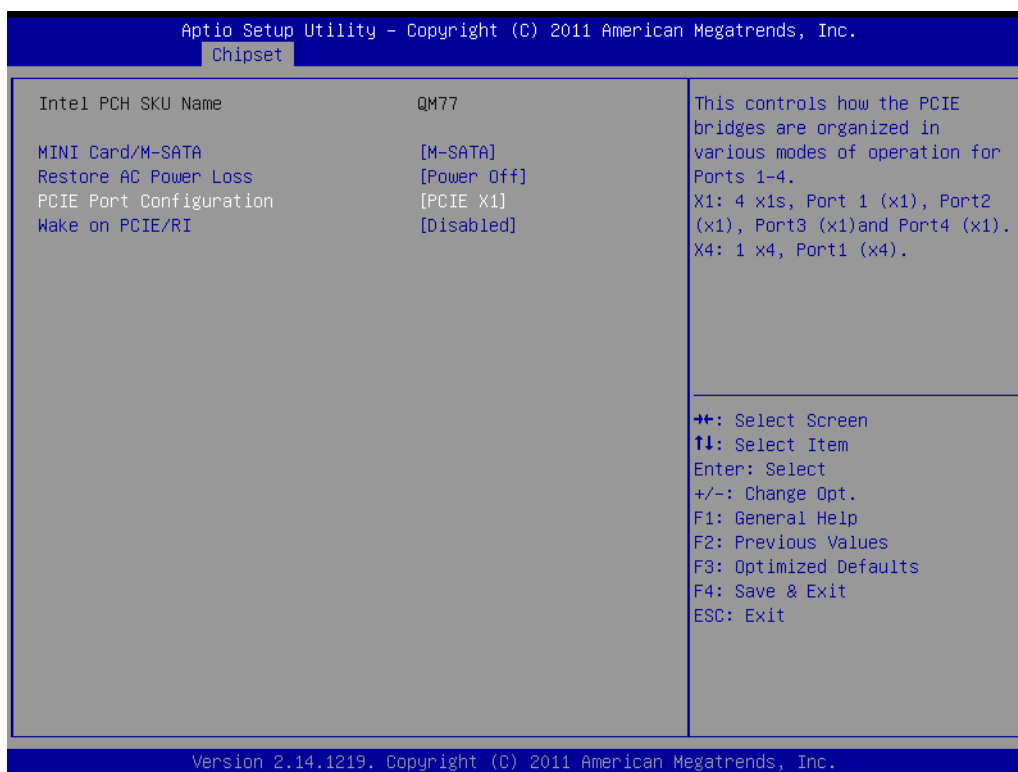 Aptio Setup Utility – Copyright (C) 2011 American Megatrends, Inc.
Chipset
Intel PCH SKU Name QM77
MINI Card/M-SATA [M-SATA]
Restore AC Power Loss [Power Off]
PCIE Port Configuration [PCIE X1]
Wake on PCIE/RI [Disabled]
This controls how the PCIE
bridges are organized in
various modes of operation for
Ports 1-4.
X1: 4 x1s, Port 1 (x1), Port2
(x1), Port3 (x1)and Port4 (x1).
X4: 1 x4, Port1 (x4).
→←: Select Screen
↑↓: Select Item
Enter: Select
+/-: Change Opt.
F1: General Help
F2: Previous Values
F3: Optimized Defaults
F4: Save & Exit
ESC: Exit
Version 2.14.1219. Copyright (C) 2011 American Megatrends, Inc.